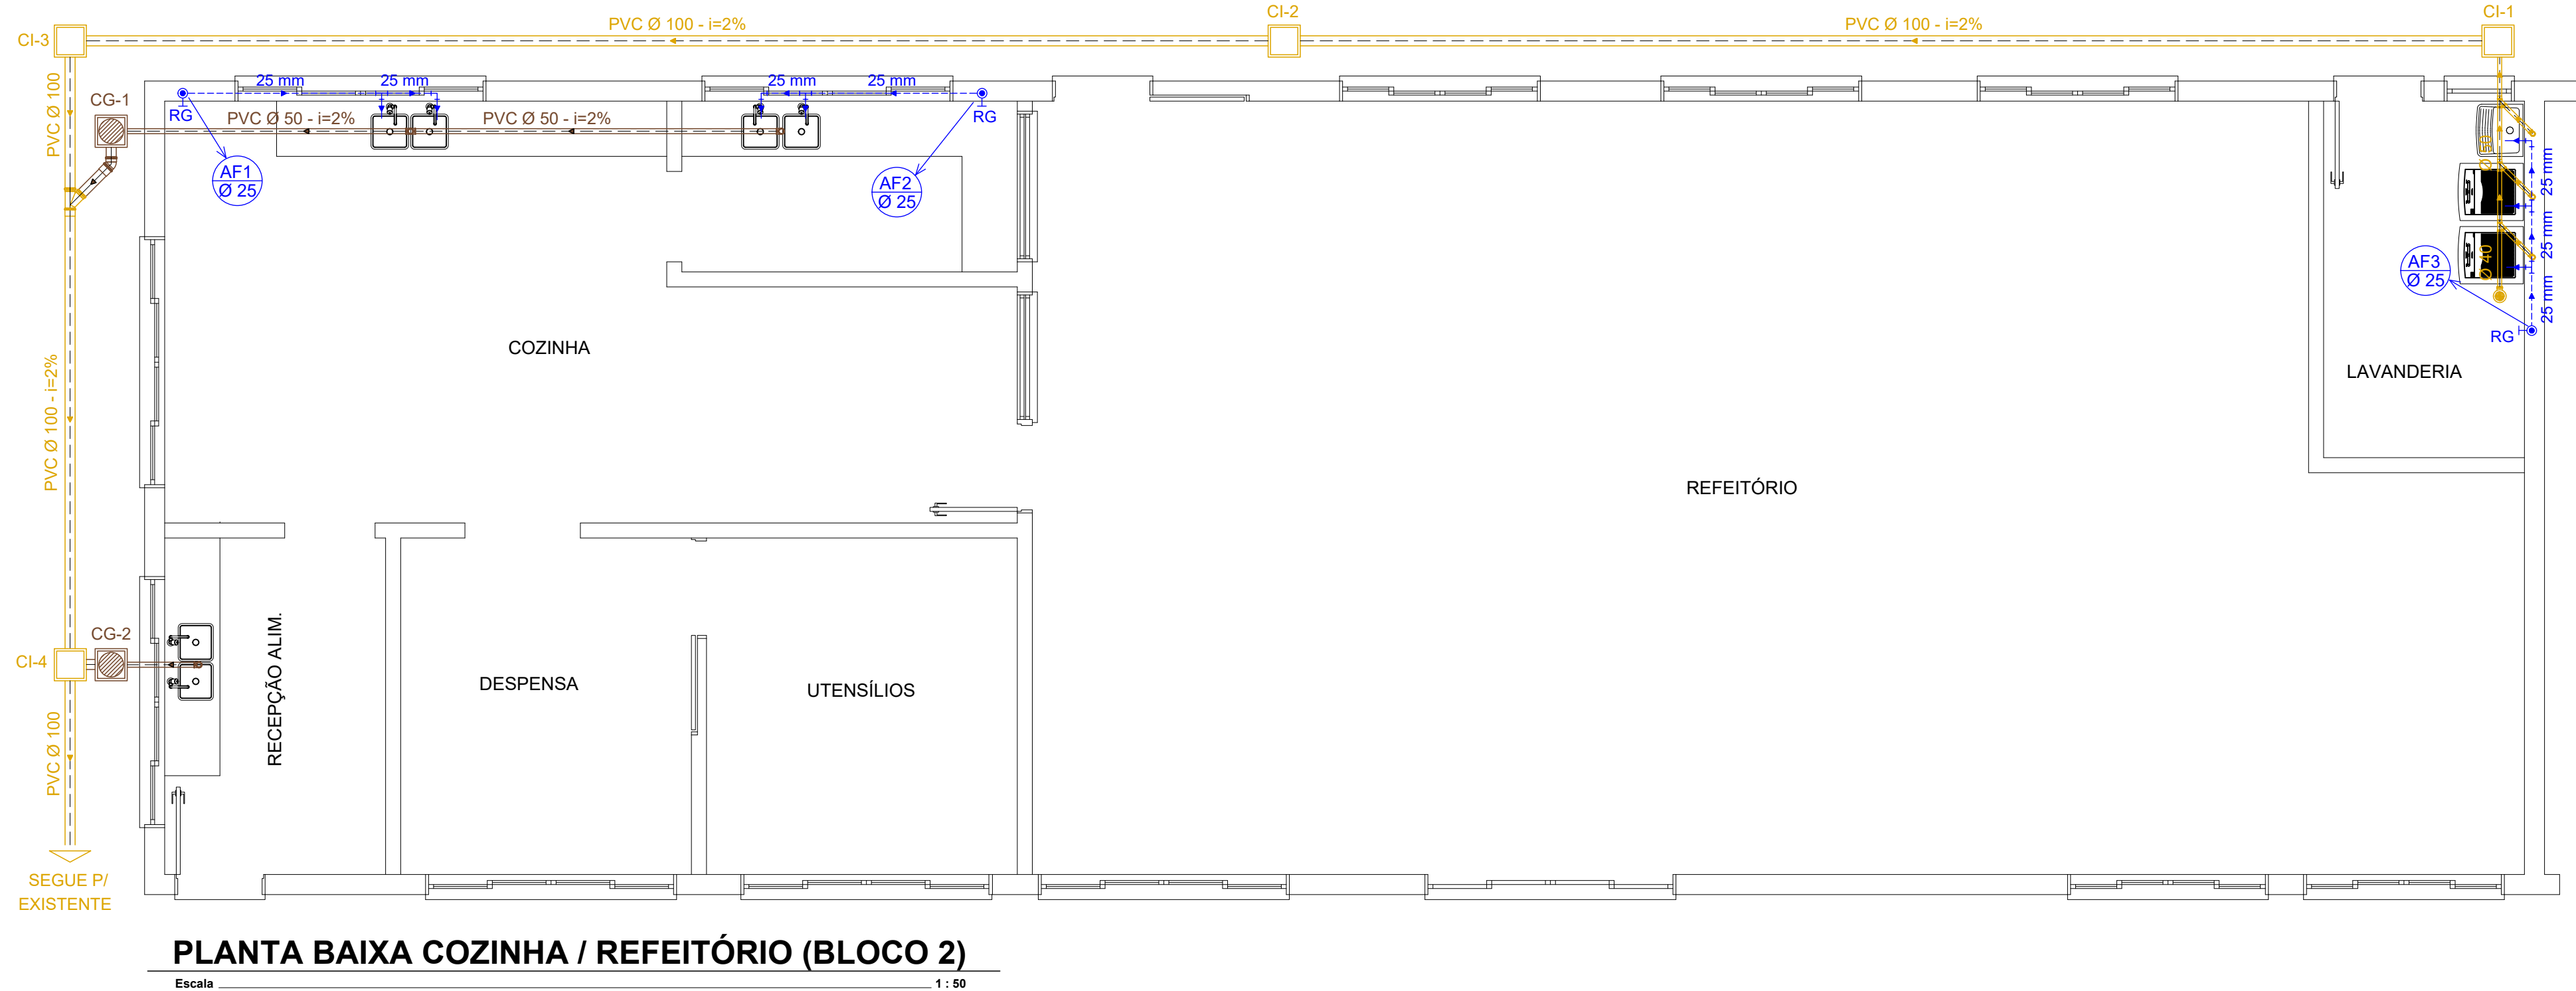 CI-3
PVC Ø 100 - i=2%
CI-2
PVC Ø 100 - i=2%
CI-1
PVC Ø 100
CG-1
RG
25 mm
25 mm
25 mm
25 mm
RG
PVC Ø 50 - i=2%
PVC Ø 50 - i=2%
AF1
Ø 25
AF2
Ø 25
Ø 50
25 mm
25 mm
25 mm
Ø 40
AF3
Ø 25
RG
COZINHA
LAVANDERIA
PVC Ø 100 - i=2%
REFEITÓRIO
CG-2
CI-4
RECEPÇÃO ALIM.
DESPENSA
UTENSÍLIOS
PVC Ø 100
SEGUE P/
EXISTENTE
PLANTA BAIXA COZINHA / REFEITÓRIO (BLOCO 2)
Escala 1 : 50